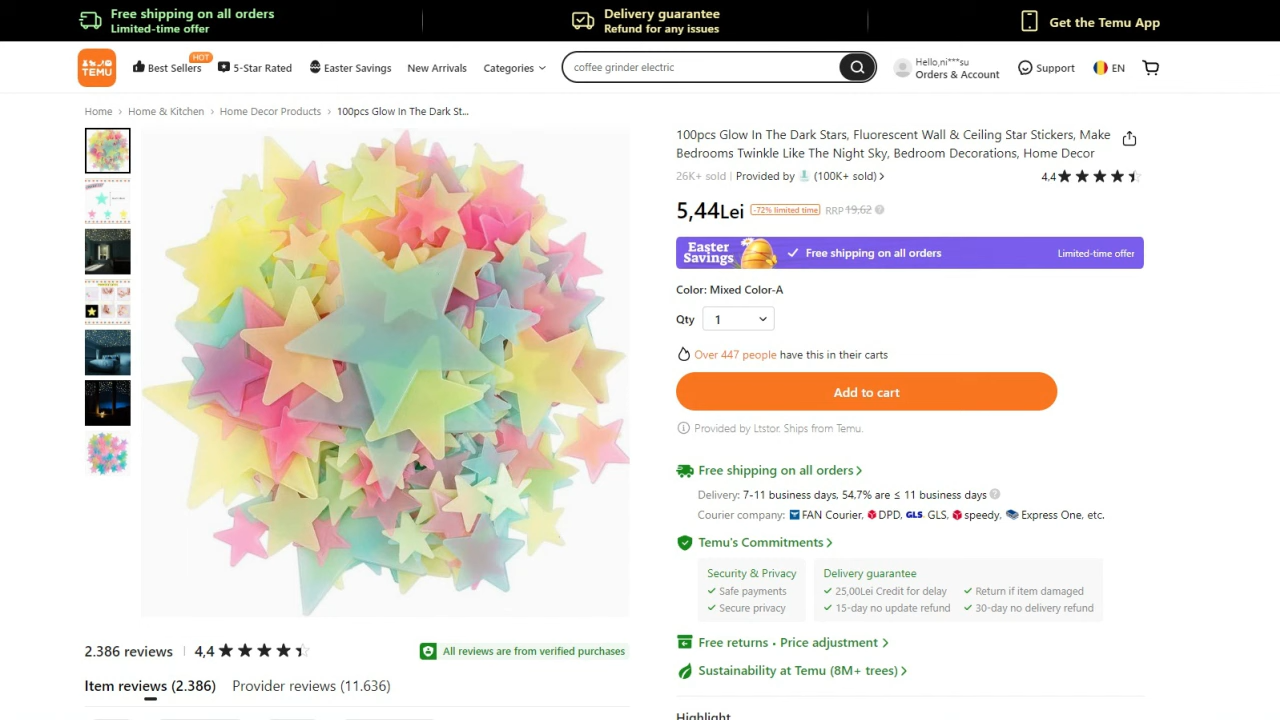 Free shipping on all orders
Limited-time offer
Delivery guarantee
Refund for any issues
Get the Temu App
TEMU
Best Sellers
HOT
5-Star Rated
Easter Savings
New Arrivals
Categories
coffee grinder electric
Hello,ni***su
Orders & Account
Support
EN
Home > Home & Kitchen > Home Decor Products > 100pcs Glow In The Dark St...
100pcs Glow In The Dark Stars, Fluorescent Wall & Ceiling Star Stickers, Make
Bedrooms Twinkle Like The Night Sky, Bedroom Decorations, Home Decor
26K+ sold | Provided by (100K+ sold) >
4.4
5,44Lei -72% limited time RRP 19,62
Easter
Savings
Free shipping on all orders
Limited-time offer
Color: Mixed Color-A
Qty 1
Over 447 people have this in their carts
Add to cart
Provided by Ltstor. Ships from Temu.
Free shipping on all orders >
Delivery: 7-11 business days, 54,7% are ≤ 11 business days
Courier company: FAN Courier, DPD, GLS GLS, speedy, Express One, etc.
Temu's Commitments >
Security & Privacy
Safe payments
Secure privacy
Delivery guarantee
25,00Lei Credit for delay
Return if item damaged
15-day no update refund
30-day no delivery refund
Free returns • Price adjustment >
Sustainability at Temu (8M+ trees) >
Highlight
2.386 reviews | 4,4
All reviews are from verified purchases
Item reviews (2.386)
Provider reviews (11.636)